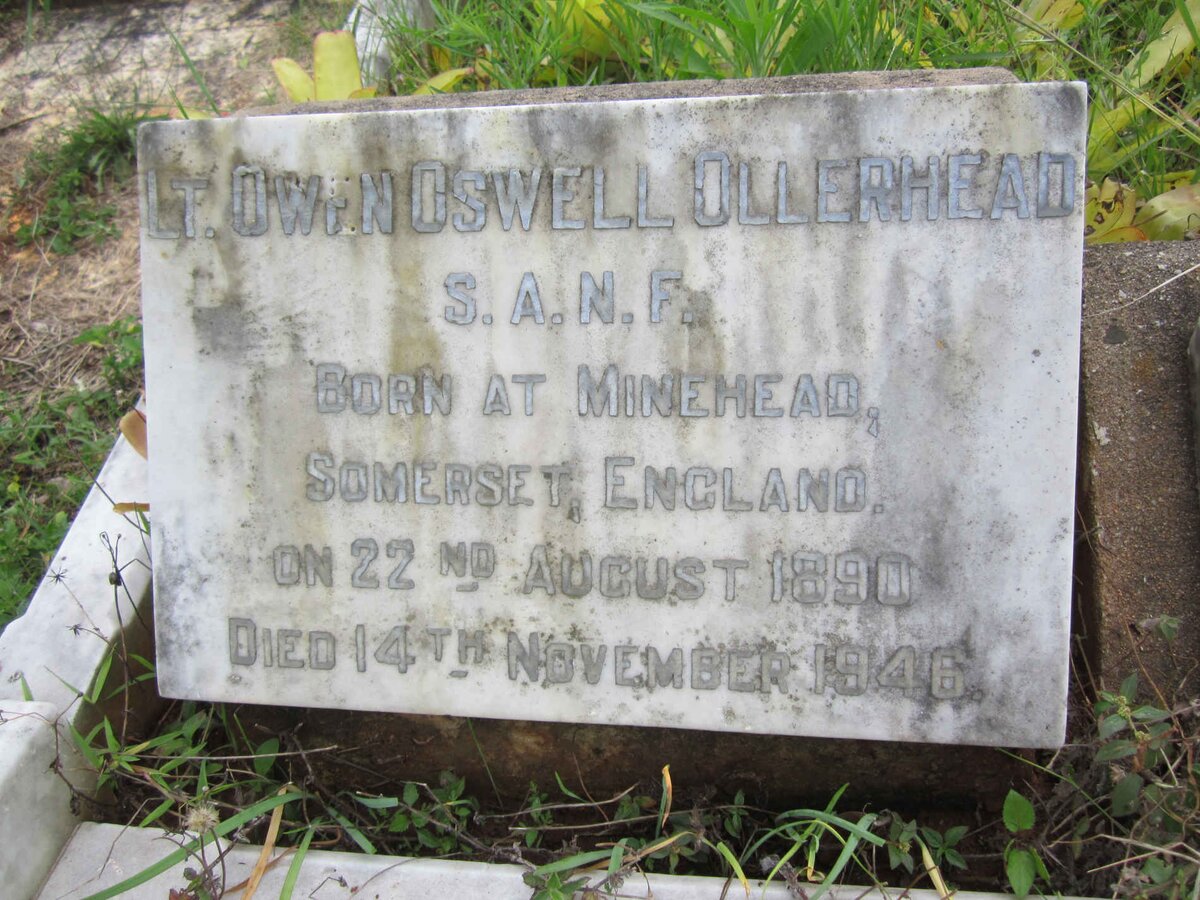 LT. OWEN OSWELL OLLERHEAD
S. A. N. F.
BORN AT MINEHEAD,
SOMERSET, ENGLAND.
ON 22ND AUGUST 1890
DIED 14TH NOVEMBER 1946.